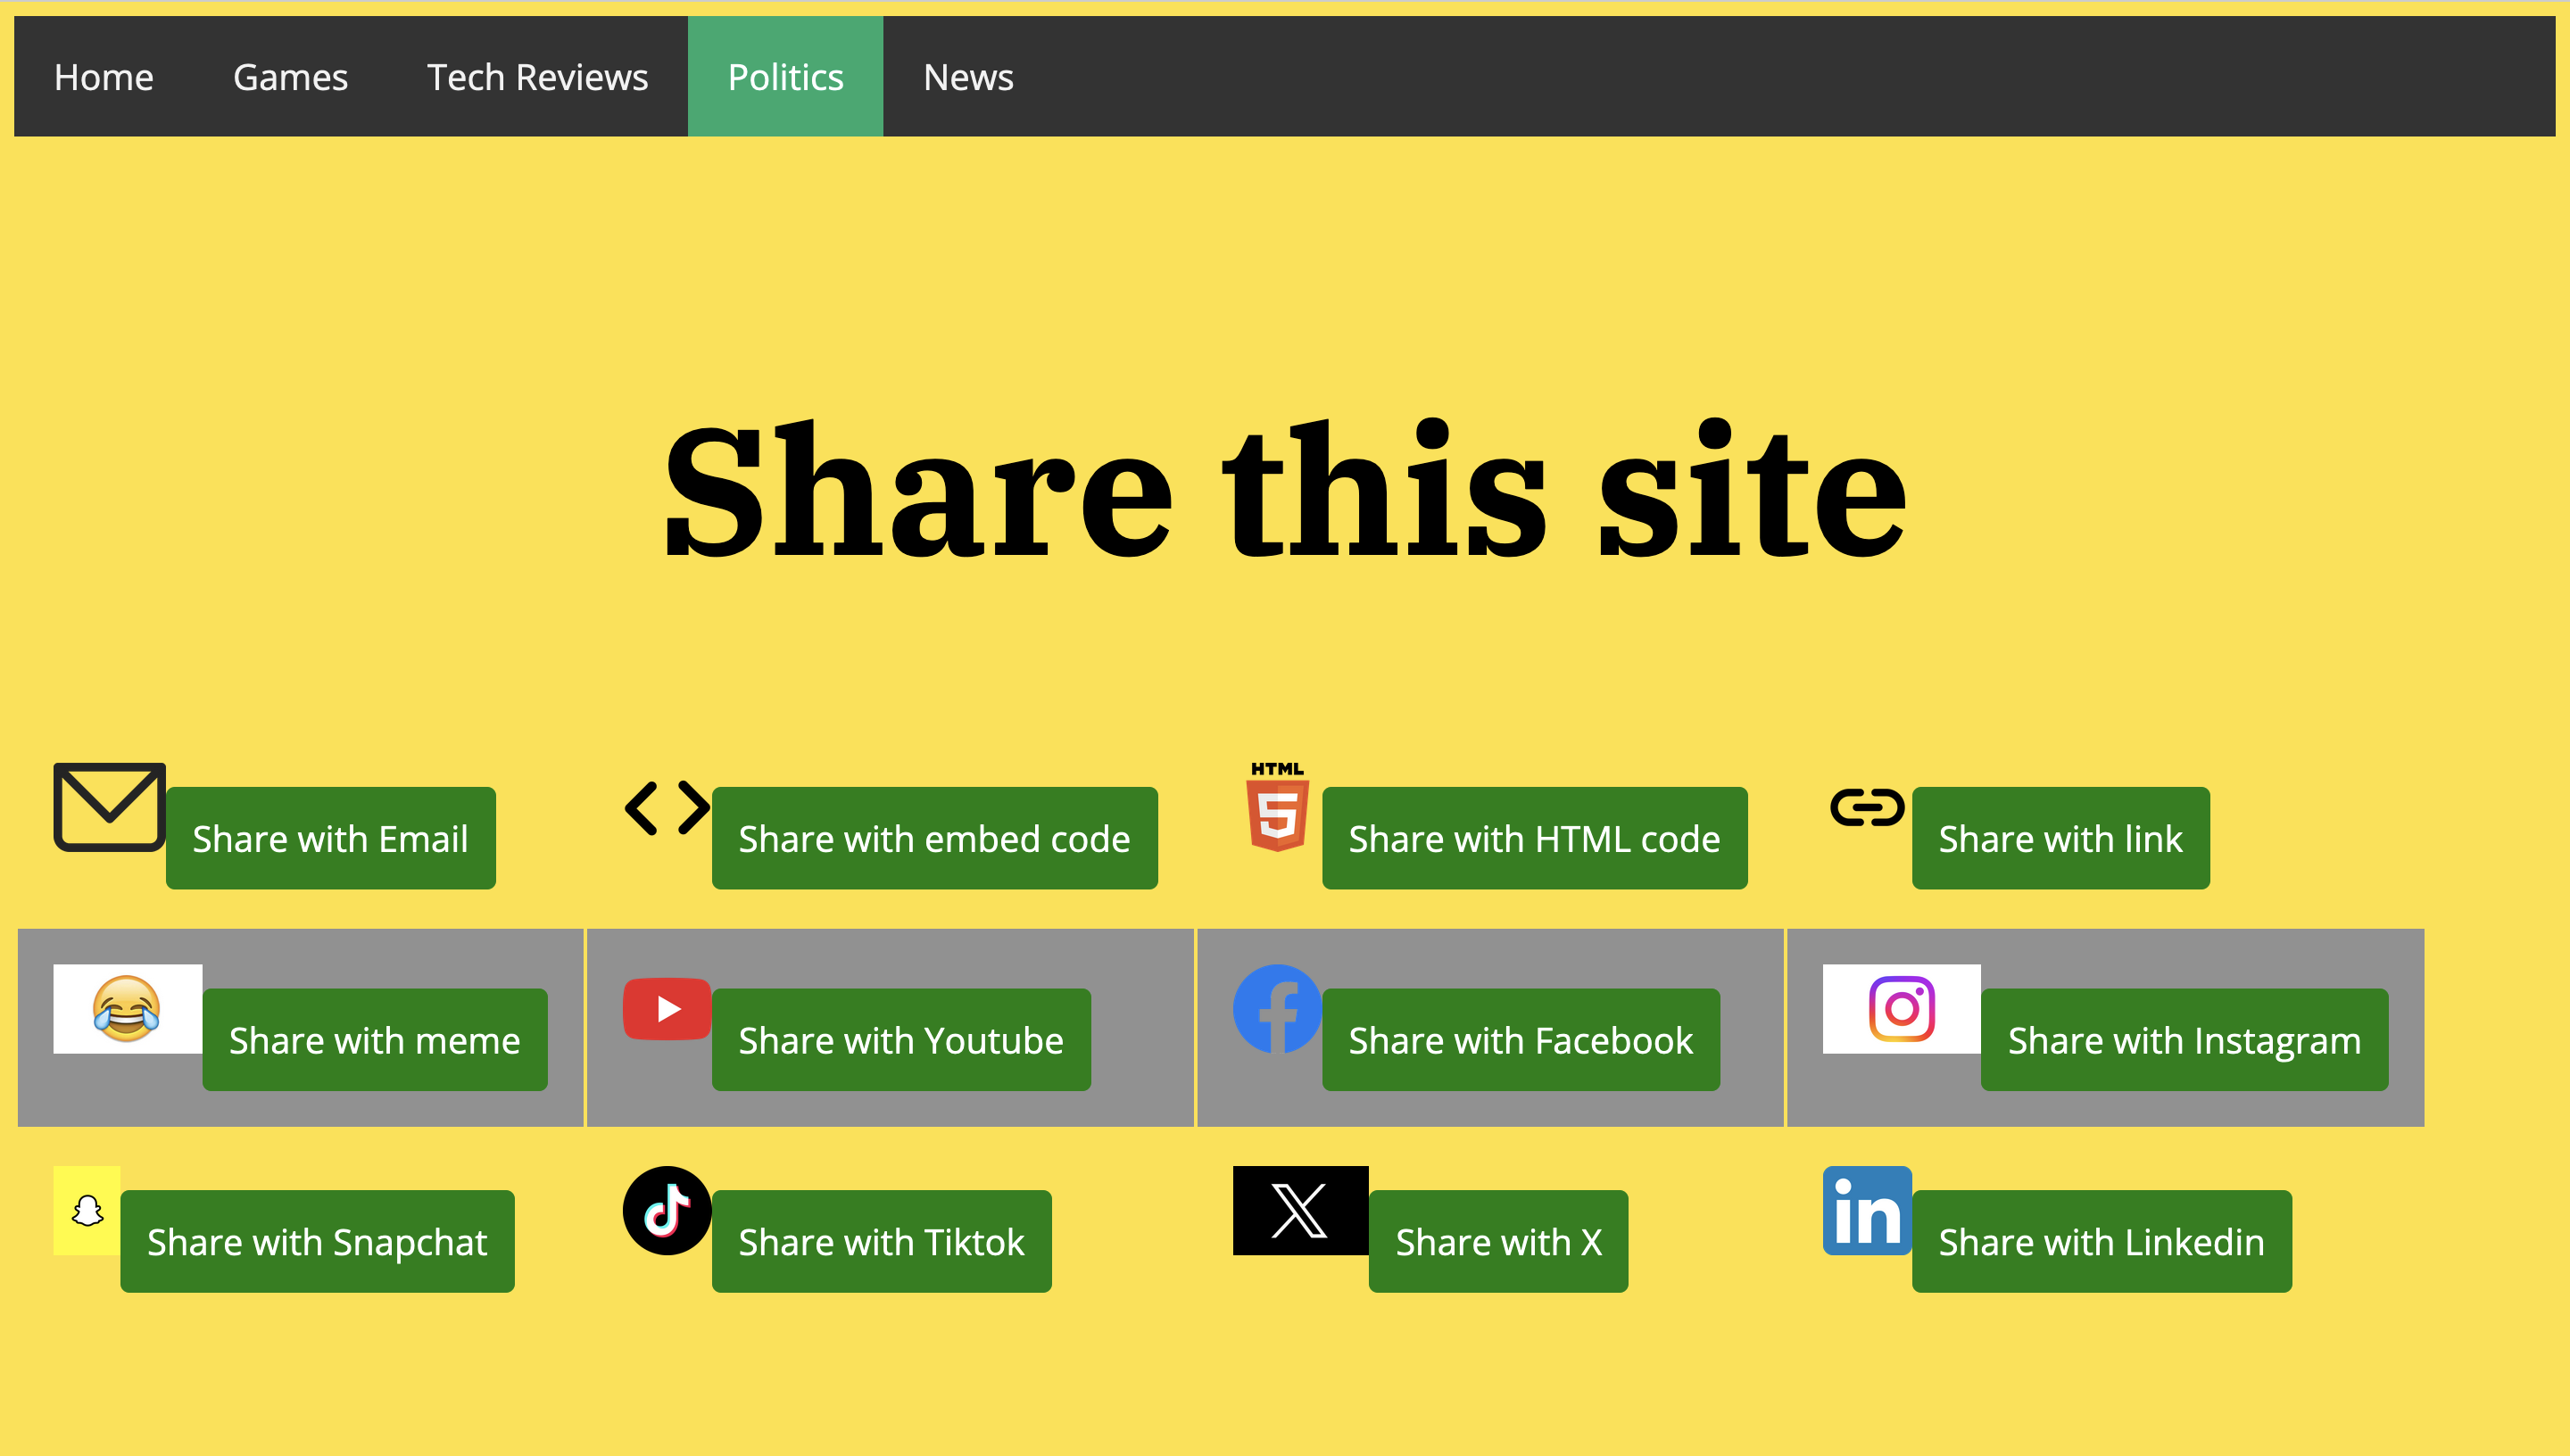 Home Games Tech Reviews Politics News
Share this site
Share with Email
Share with embed code
HTML
5
Share with HTML code
Share with link
Share with meme
Share with Youtube
Share with Facebook
Share with Instagram
Share with Snapchat
Share with Tiktok
X
Share with X
in
Share with Linkedin